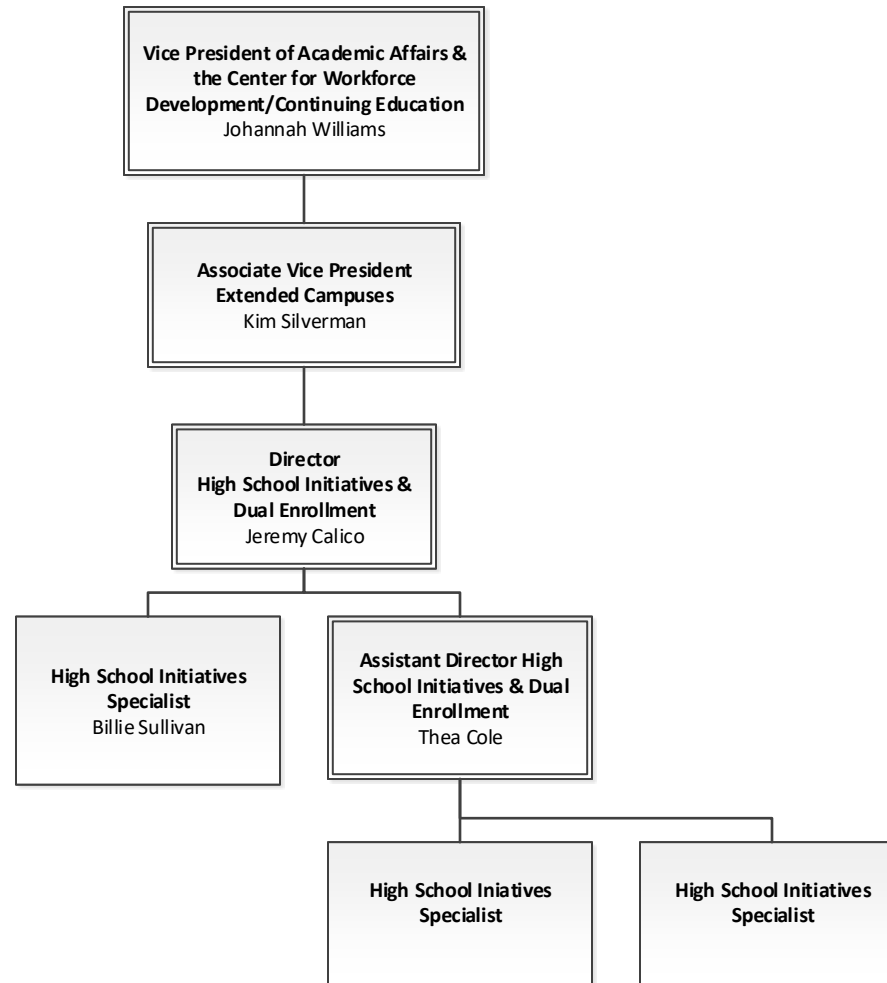 Vice President of Academic Affairs &
the Center for Workforce
Development/Continuing Education
Johannah Williams
Associate Vice President
Extended Campuses
Kim Silverman
Director
High School Initiatives &
Dual Enrollment
Jeremy Calico
High School Initiatives
Specialist
Billie Sullivan
Assistant Director High
School Initiatives & Dual
Enrollment
Thea Cole
High School Iniatives
Specialist
High School Initiatives
Specialist